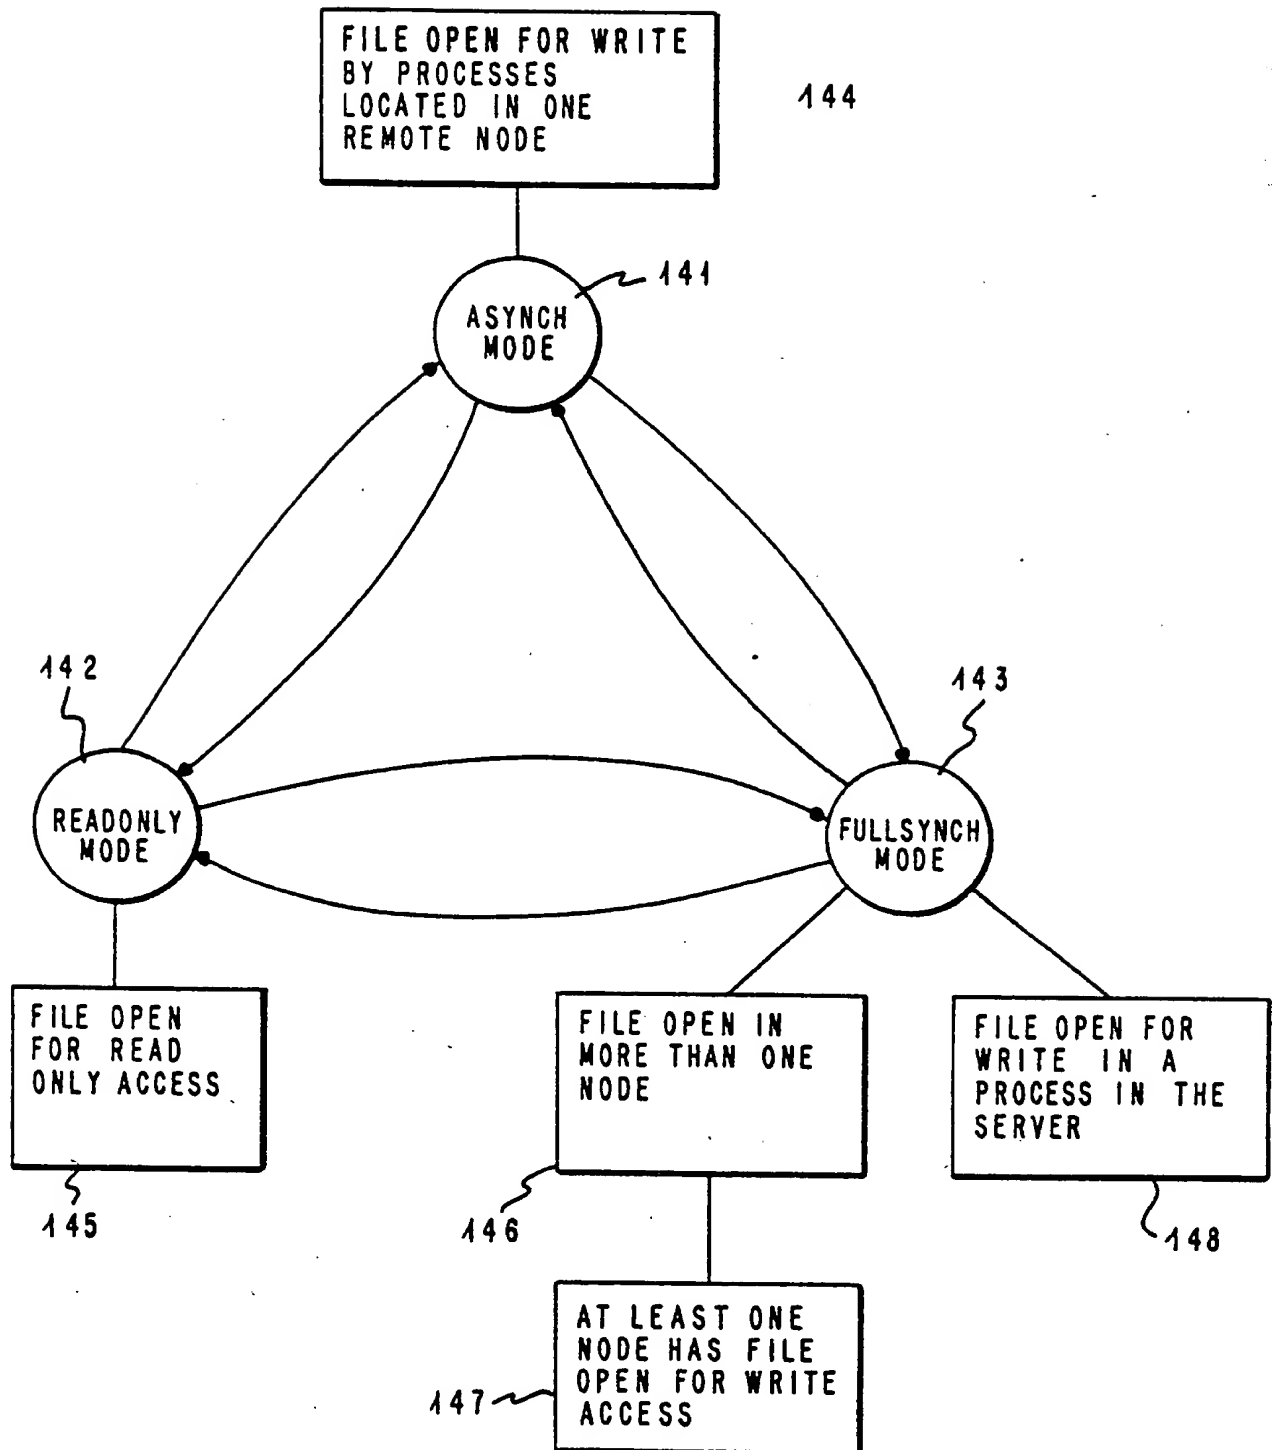 FILE OPEN FOR WRITE
BY PROCESSES
LOCATED IN ONE
REMOTE NODE
144
141
ASYNCH
MODE
142
143
READONLY
MODE
FULLSYNCH
MODE
FILE OPEN
FOR READ
ONLY ACCESS
145
FILE OPEN IN
MORE THAN ONE
NODE
146
FILE OPEN FOR
WRITE IN A
PROCESS IN THE
SERVER
148
AT LEAST ONE
NODE HAS FILE
OPEN FOR WRITE
ACCESS
147